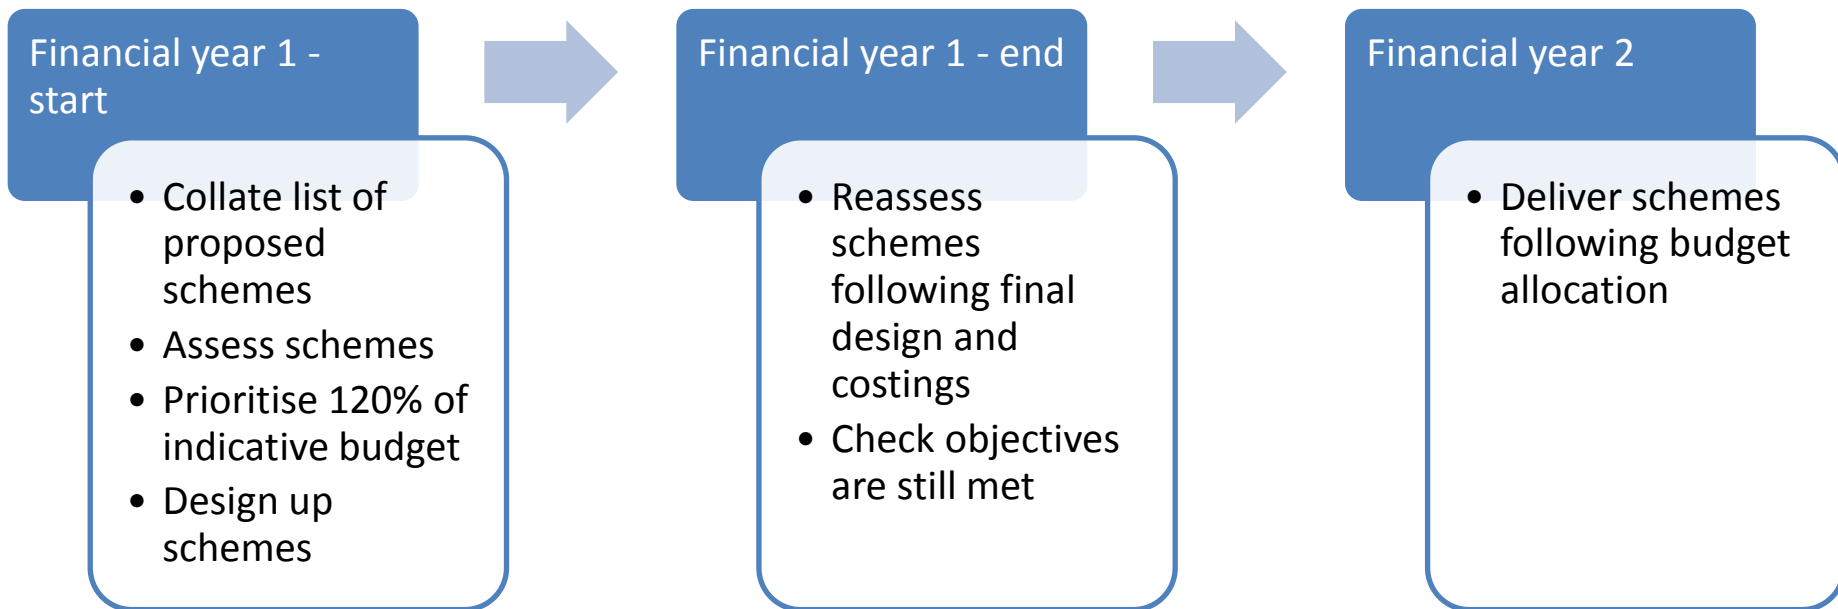 Financial year 1 -
start
• Collate list of
proposed
schemes
• Assess schemes
• Prioritise 120% of
indicative budget
• Design up
schemes
Financial year 1 - end
• Reassess
schemes
following final
design and
costings
• Check objectives
are still met
Financial year 2
• Deliver schemes
following budget
allocation